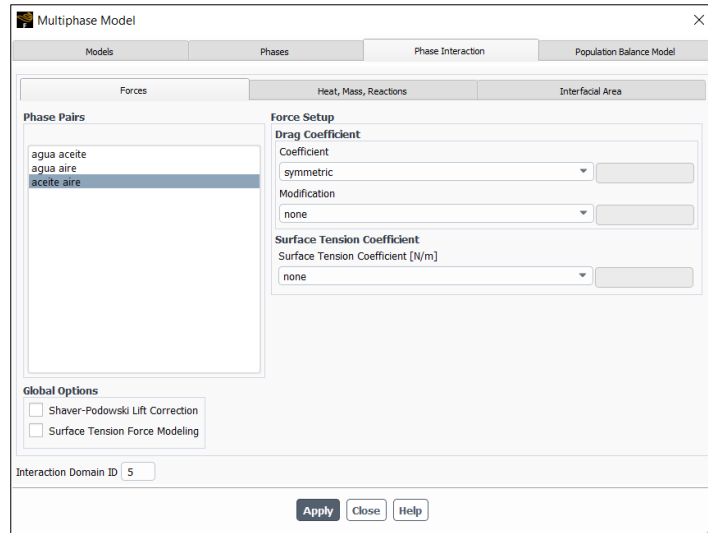 Multiphase Model
Models
Phases
Phase Interaction
Population Balance Model
Forces
Heat, Mass, Reactions
Interfacial Area
Phase Pairs
agua aceite
agua aire
aceite aire
Force Setup
Drag Coefficient
Coefficient
symmetric
Modification
none
Surface Tension Coefficient
Surface Tension Coefficient [N/m]
none
Global Options
Shaver-Podowski Lift Correction
Surface Tension Force Modeling
Interaction Domain ID 5
Apply Close Help